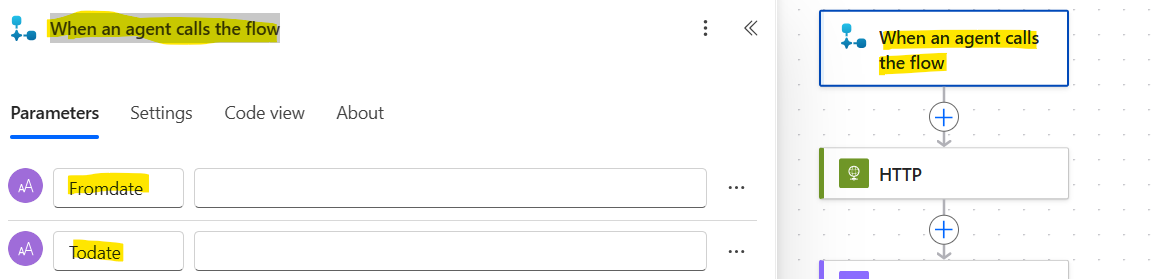 When an agent calls the flow
Parameters Settings Code view About
AA Fromdate
AA Todate
When an agent calls
the flow
HTTP